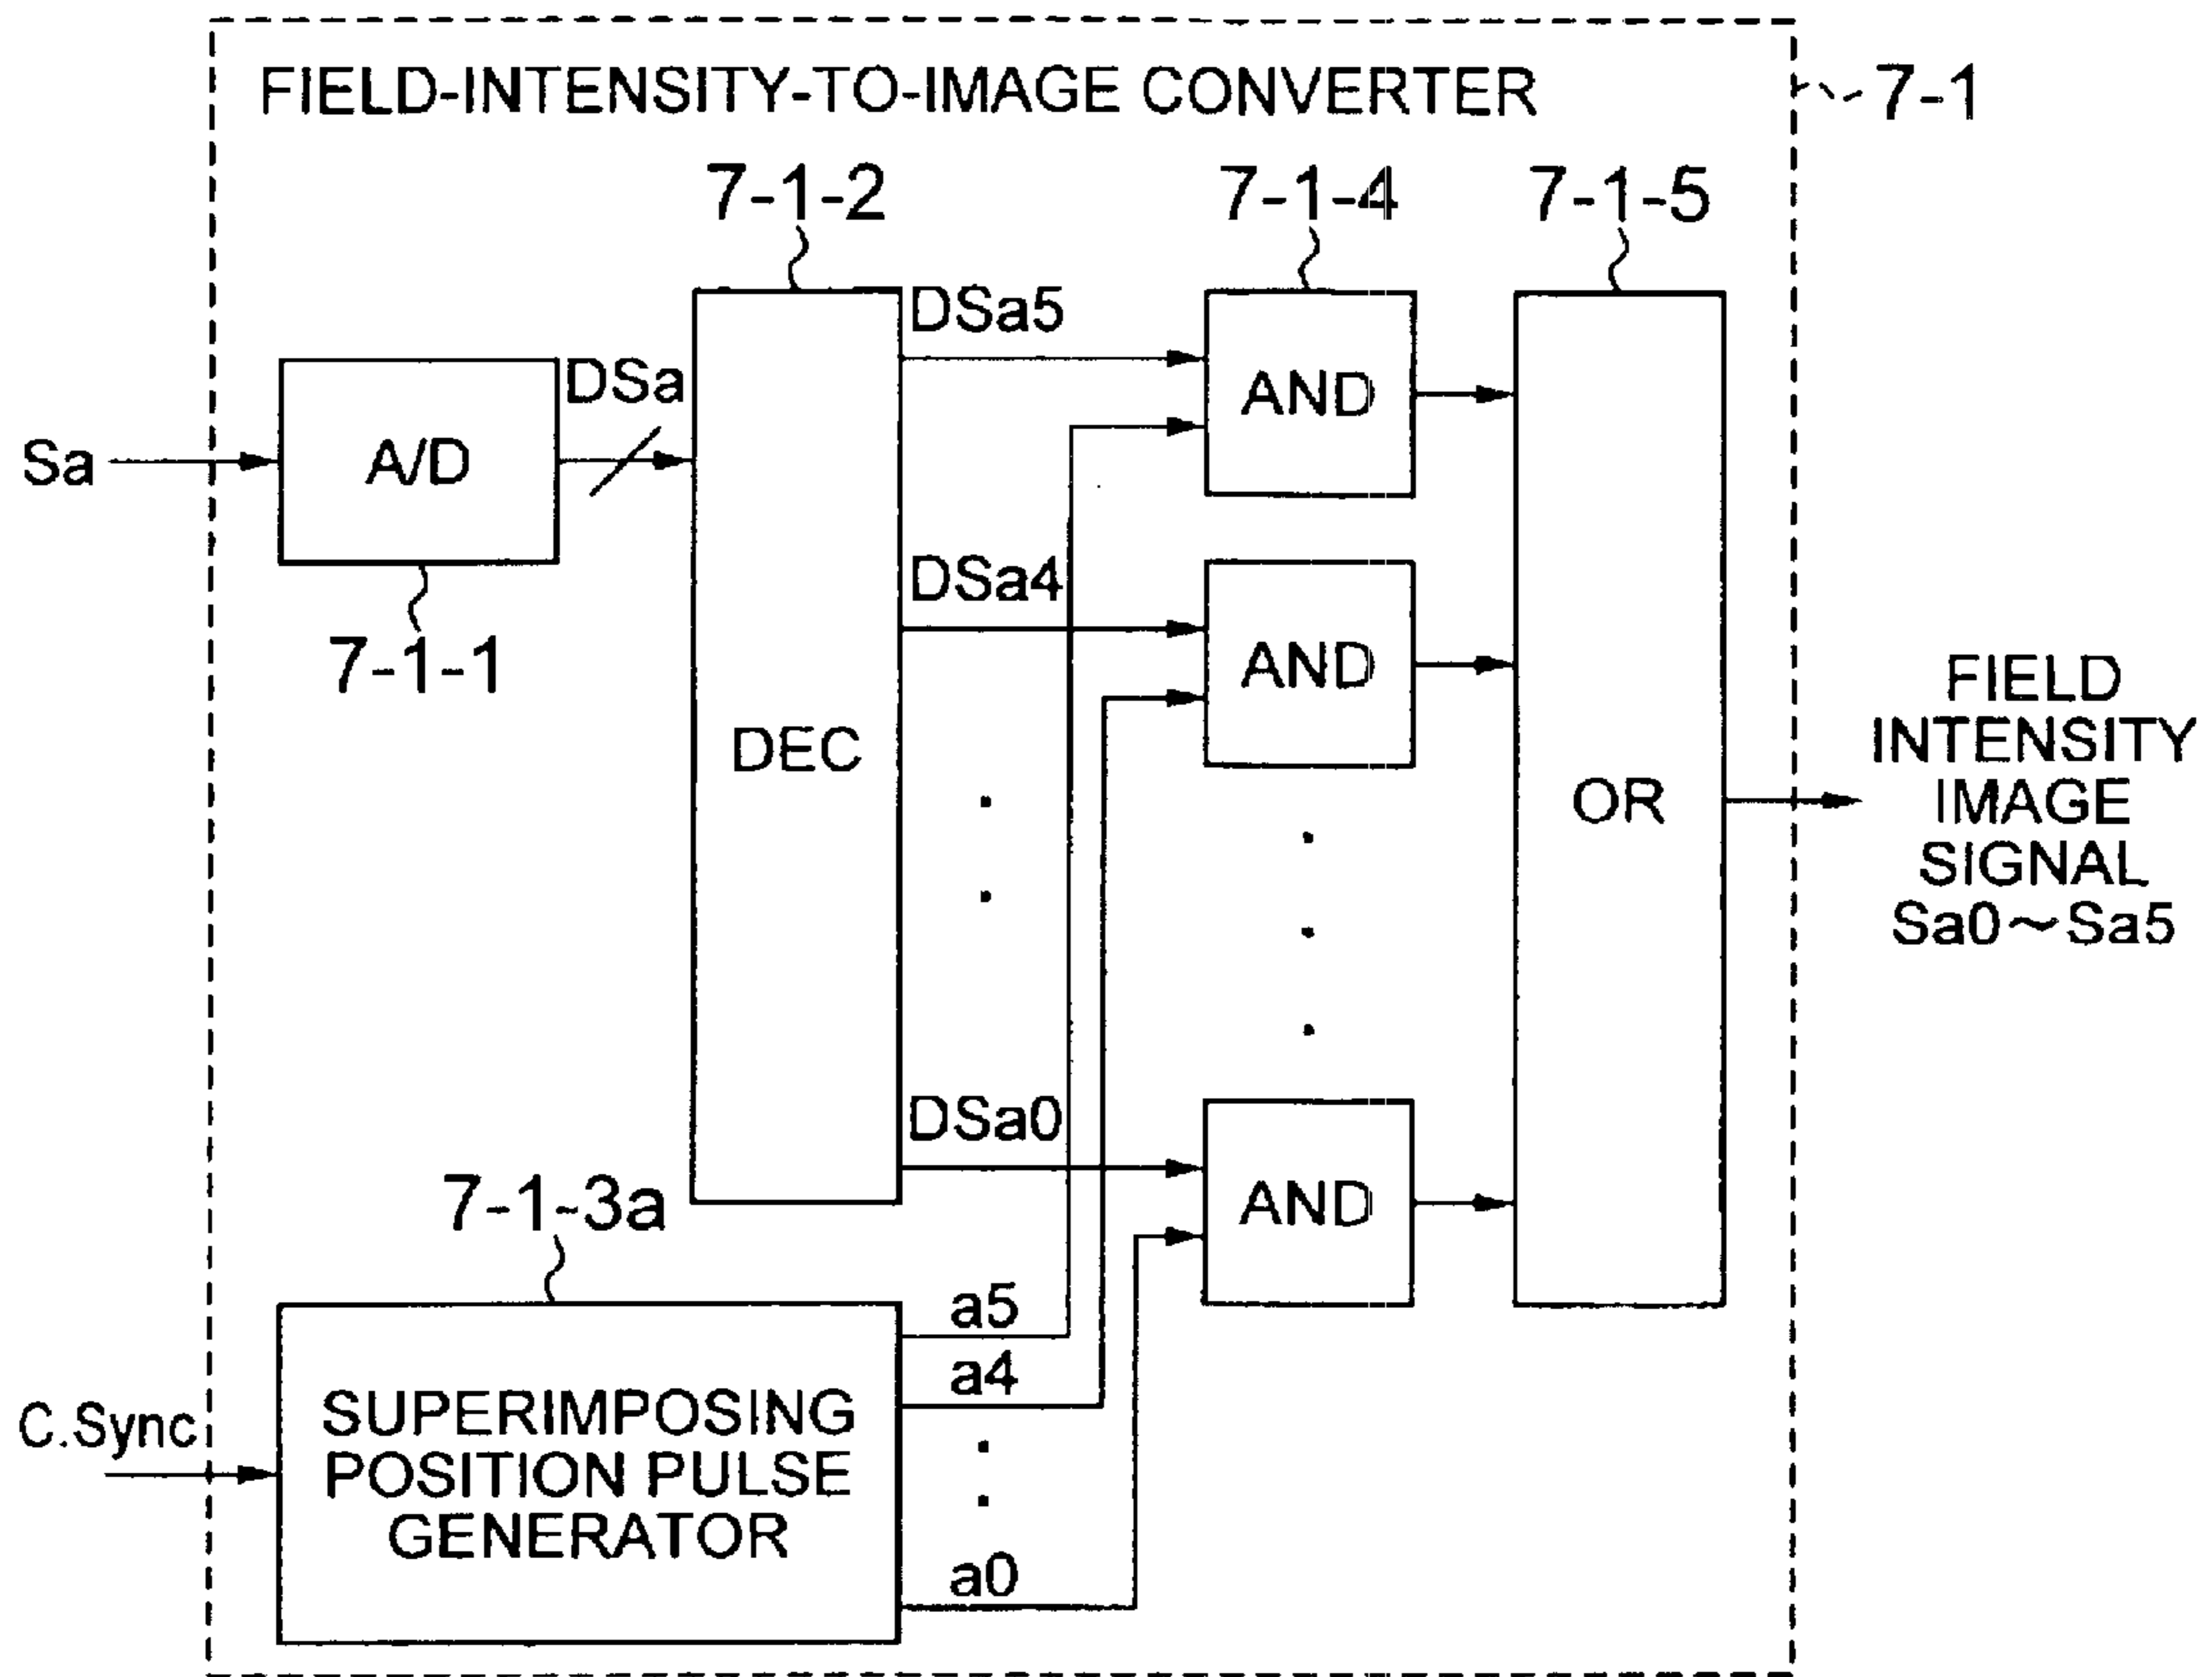 FIELD-INTENSITY-TO-IMAGE CONVERTER
7-1
7-1-2
7-1-4
7-1-5
DSa5
DSa
AND
Sa
A/D
DSa4
7-1-1
AND
DEC
OR
FIELD
INTENSITY
IMAGE
SIGNAL
Sa0~Sa5
DSa0
7-1-3a
AND
a5
a4
C.Sync
SUPERIMPOSING
POSITION PULSE
GENERATOR
a0